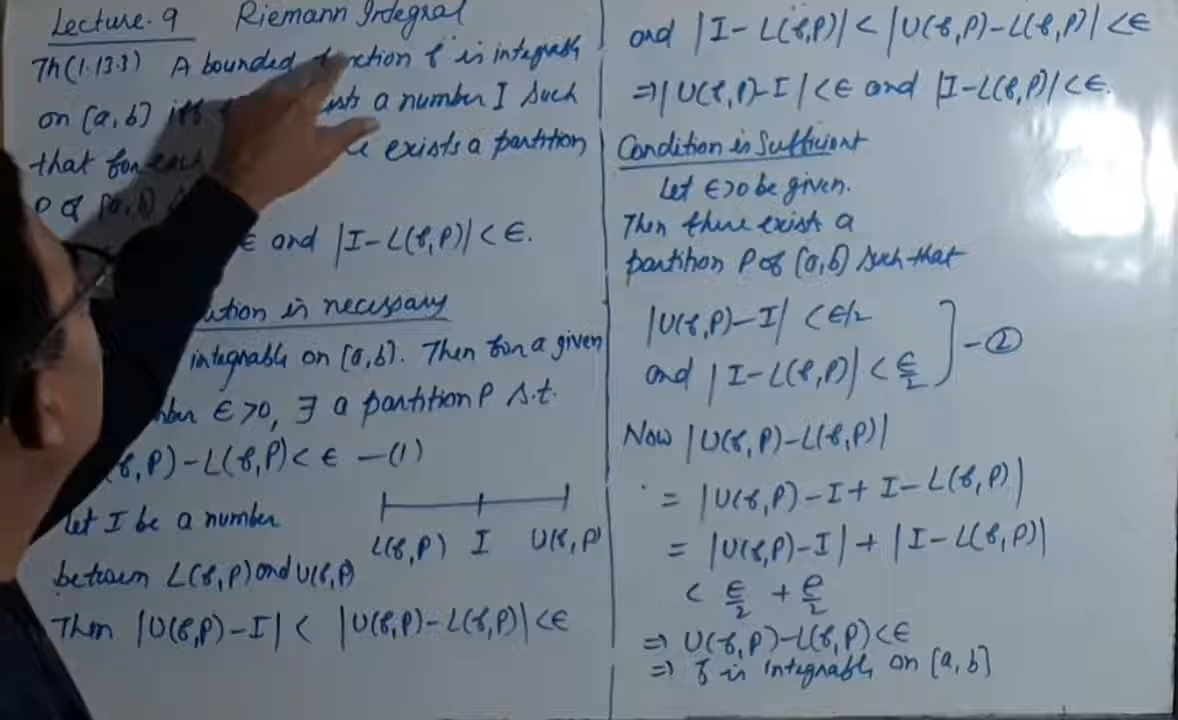 Lecture-9 Riemann Integral
Th(1.13.3) A bounded function f is integrable
on [a,b] iff a number I such
that for each exists a partition
P of [a,b]
ϵ and |I-L(f,P)|<ϵ.
is necessary
integrable on [a,b]. Then for a given
ϵ>0, ∃ a partition P s.t.
,P)-L(f,P)<ϵ -(1)
Let I be a number
L(f,P) I U(f,P)
between L(f,P) and U(f,P)
Then |U(f,P)-I|< |U(f,P)-L(f,P)|<ϵ
and |I-L(f,P)|<|U(f,P)-L(f,P)|<ϵ
⇒|U(f,P)-I|<ϵ and |I-L(f,P)|<ϵ.
Condition is Sufficient
Let ϵ>0 be given.
Then there exists a
partition P of [a,b] such that
|U(f,P)-I| <ϵ/2
and |I-L(f,P)|<ϵ/2 -②
Now |U(f,P)-L(f,P)|
= |U(f,P)-I+I-L(f,P)|
= |U(f,P)-I|+|I-L(f,P)|
< ϵ/2 + ϵ/2
⇒ U(f,P)-L(f,P)<ϵ
⇒ f is integrable on [a,b]